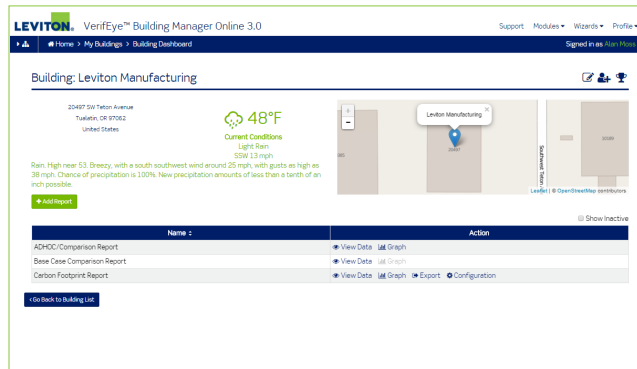 LEVITON. VerifEye™ Building Manager Online 3.0
Support Modules Wizards Profile
Home > My Buildings > Building Dashboard
Signed in as Alan Moss
Building: Leviton Manufacturing
20497 SW Teton Avenue
Tualatin, OR 97062
United States
48°F
Current Conditions
Light Rain
SSW 13 mph
Rain. High near 53. Breezy, with a south southwest wind around 25 mph, with gusts as high as
38 mph. Chance of precipitation is 100%. New precipitation amounts of less than a tenth of an
inch possible.
+
-
Leviton Manufacturing
×
20497
Southwest Teton
Leaflet | © OpenStreetMap contributors
+Add Report
Show Inactive
Name
Action
ADHOC/Comparison Report
View Data Graph
Base Case Comparison Report
View Data Graph
Carbon Footprint Report
View Data Graph Export Configuration
<Go Back to Building List